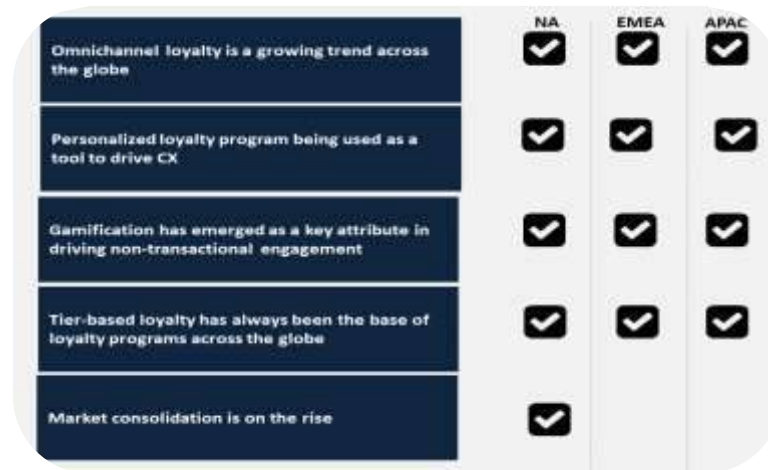 NA EMEA APAC
Omnichannel loyalty is a growing trend across
the globe
Personalized loyalty program being used as a
tool to drive CX
Gamification has emerged as a key attribute in
driving non-transactional engagement
Tier-based loyalty has always been the base of
loyalty programs across the globe
Market consolidation is on the rise